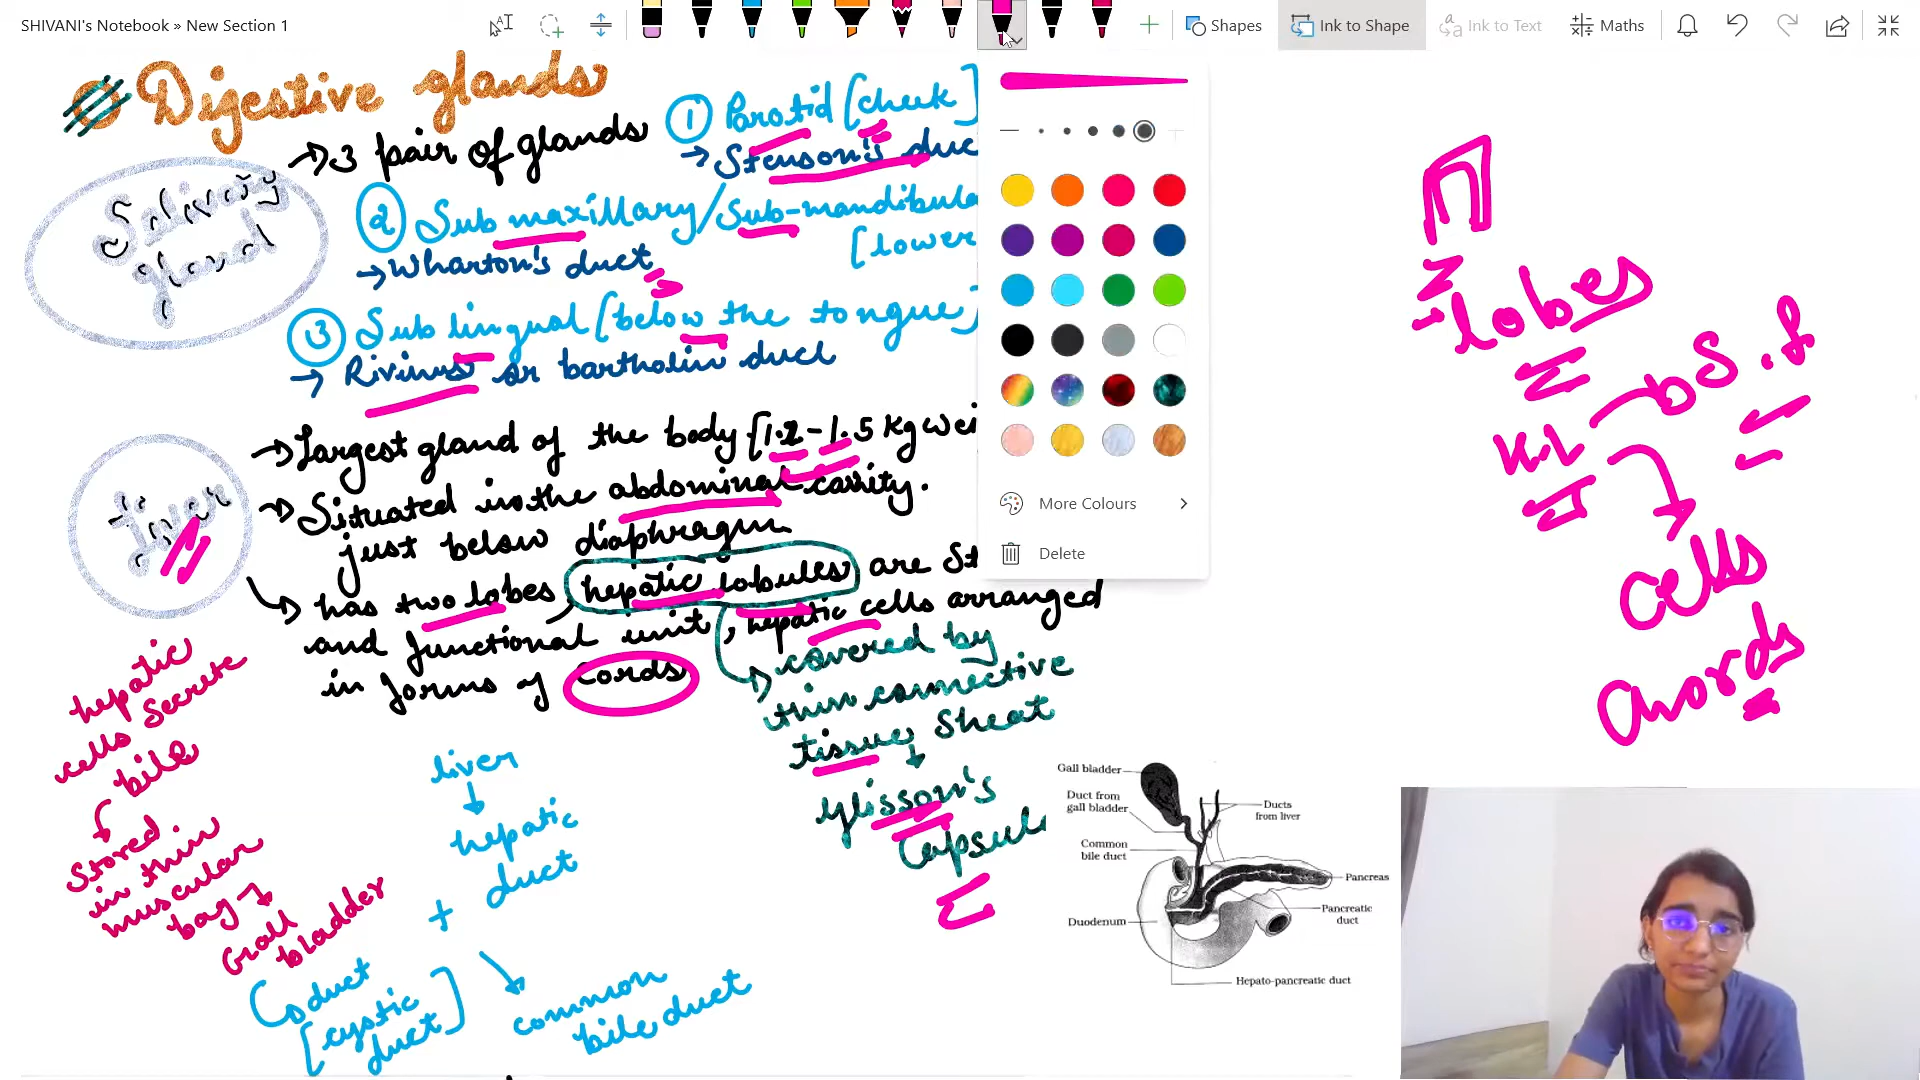 SHIVANI's Notebook » New Section 1
Shapes
Ink to Shape
Ink to Text
Maths
Digestive glands
Salivary
gland
→ 3 pair of glands
① Parotid [cheek]
→ Stenson's duc
② Sub maxillary/Sub-mandibula
[lower
→ Wharton's duct
③ Sub lingual [below the tongue]
→ Rivinus or bartholin duct
Liver
→ Largest gland of the body [1.2-1.5 Kg wei
→ Situated in the abdominal cavity.
just below diaphragm
→ has two lobes, hepatic lobules are St
and functional unit, hepatic cells arranged
in forms of cords
→ covered by
thin connective
tissue Sheat
↓
Glisson's
Capsul
hepatic
cells secrete
bile
Stored
in thin
muscular
bag →
Gall
bladder
duct
[cystic
duct]
liver
↓
hepatic
duct
+
common
bile duct
More Colours
Delete
lobes
S.f
cells
chords
Gall bladder
Duct from
gall bladder
Common
bile duct
Duodenum
Ducts
from liver
Pancreas
Pancreatic
duct
Hepato-pancreatic duct